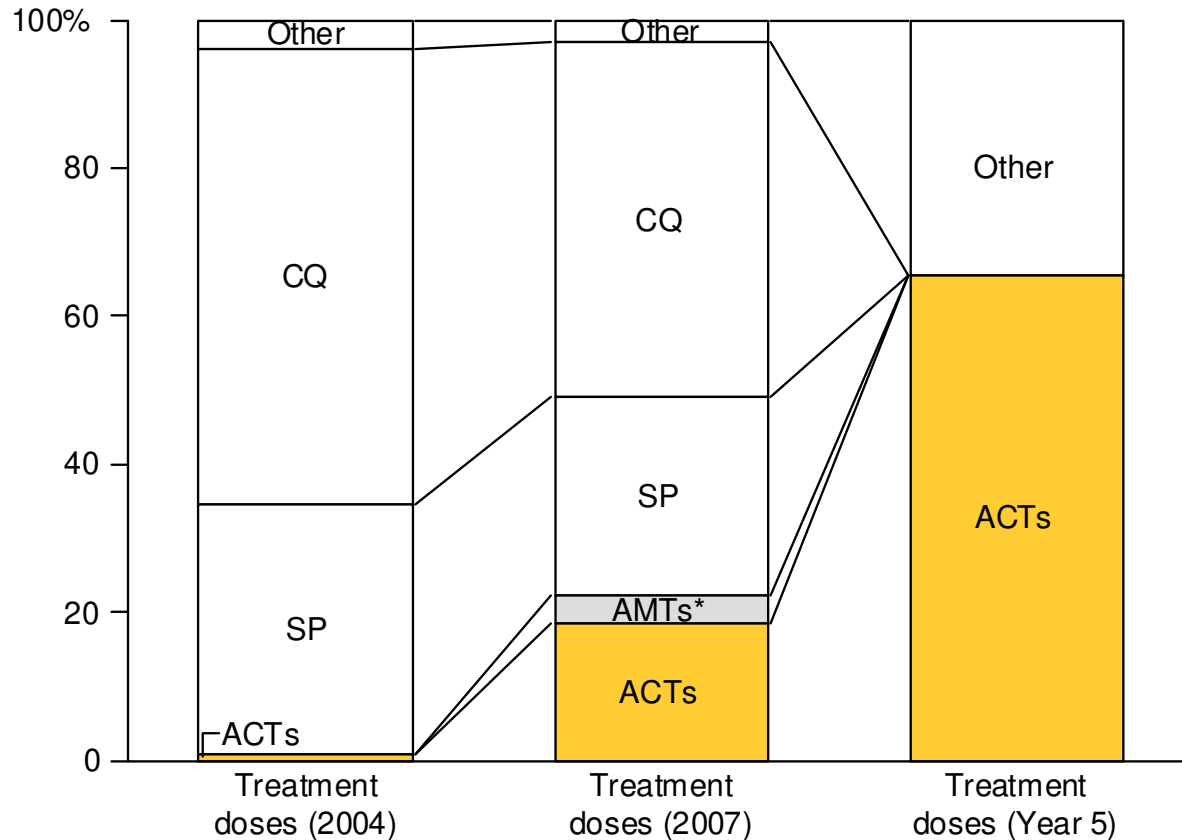 100%
80
60
40
20
0
Other
CQ
SP
ACTs
Other
CQ
SP
AMTs*
ACTs
Other
ACTs
Treatment
doses (2004)
Treatment
doses (2007)
Treatment
doses (Year 5)